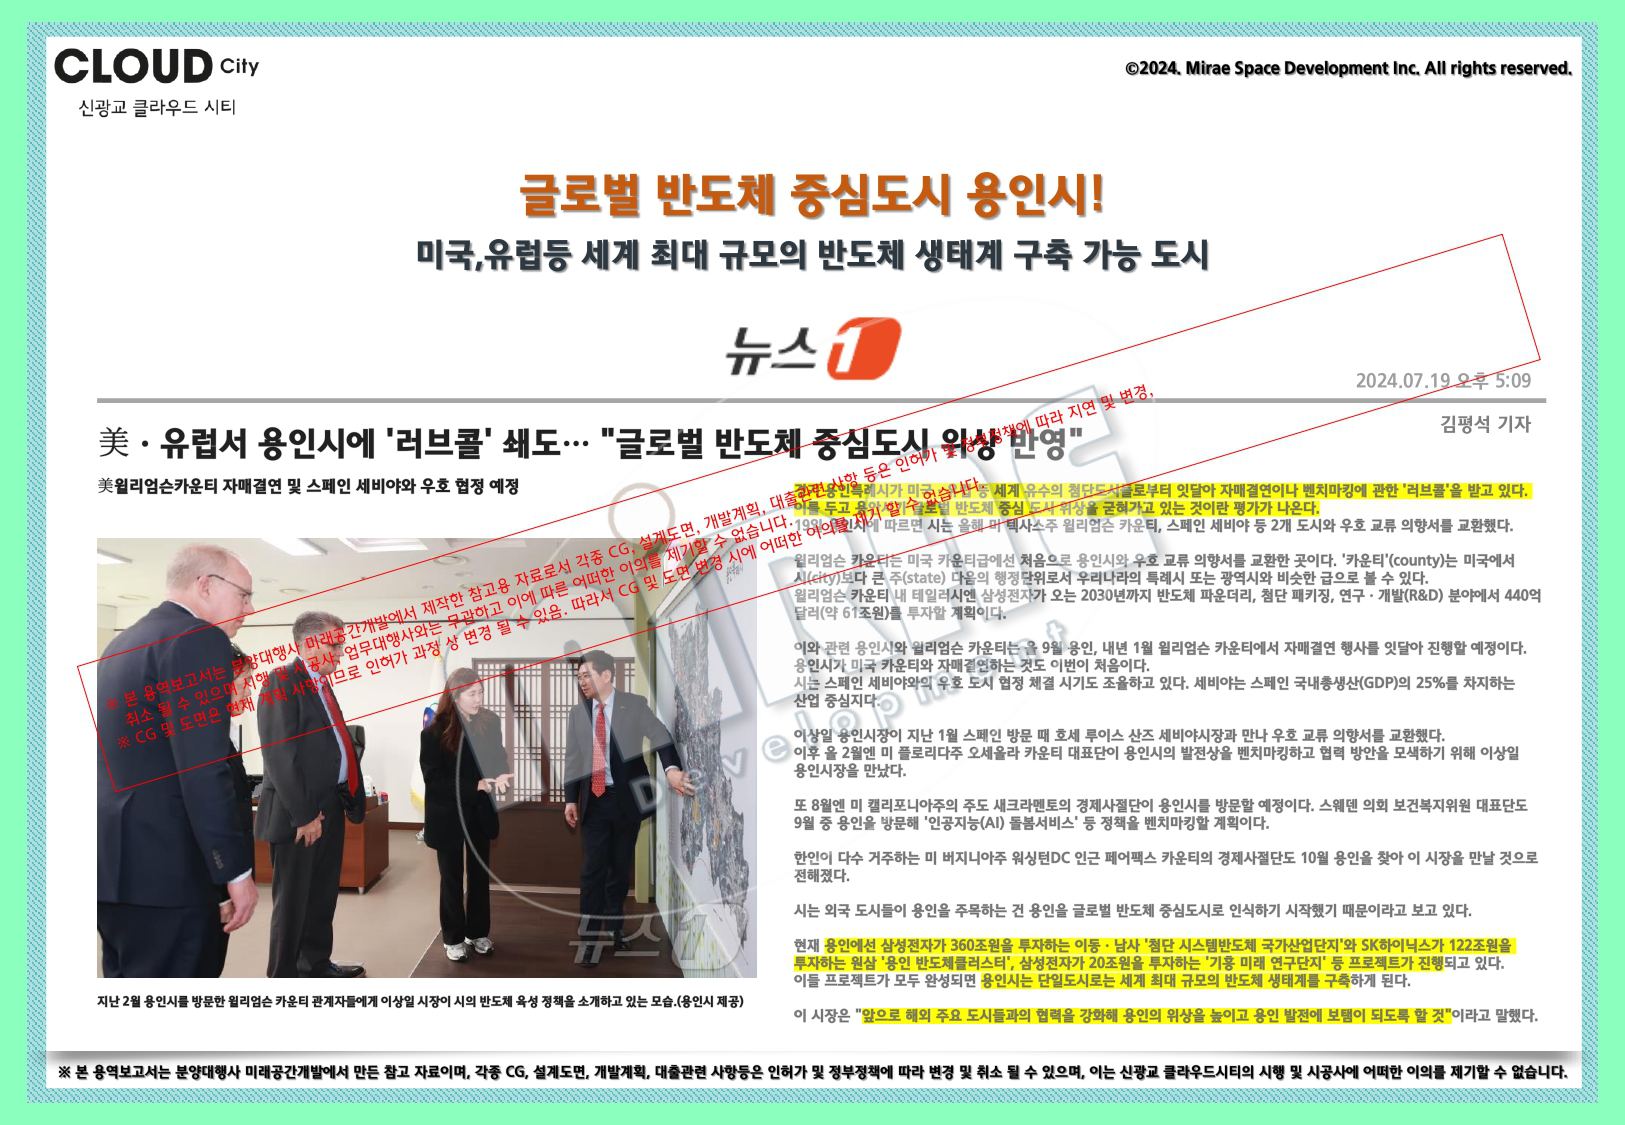 CLOUD City
신광교 클라우드 시티
©2024. Mirae Space Development Inc. All rights reserved.
글로벌 반도체 중심도시 용인시!
미국,유럽등 세계 최대 규모의 반도체 생태계 구축 가능 도시
뉴스1
2024.07.19 오후 5:09
김평석 기자
美 · 유럽서 용인시에 '러브콜' 쇄도… "글로벌 반도체 중심도시 위상 반영"
美윌리엄슨카운티 자매결연 및 스페인 세비야와 우호 협정 예정
용인특례시가 미국 · 유럽 등 세계 유수의 첨단도시들로부터 잇달아 자매결연이나 벤치마킹에 관한 '러브콜'을 받고 있다.
이를 두고 용인시가 글로벌 반도체 중심 도시 위상을 굳혀가고 있는 것이란 평가가 나온다.
19일 용인시에 따르면 시는 올해 미 텍사스주 윌리엄슨 카운티, 스페인 세비야 등 2개 도시와 우호 교류 의향서를 교환했다.
윌리엄슨 카운티는 미국 카운티급에선 처음으로 용인시와 우호 교류 의향서를 교환한 곳이다. '카운티'(county)는 미국에서
시(city)보다 큰 주(state) 다음의 행정단위로서 우리나라의 특례시 또는 광역시와 비슷한 급으로 볼 수 있다.
윌리엄슨 카운티 내 테일러시엔 삼성전자가 오는 2030년까지 반도체 파운더리, 첨단 패키징, 연구 · 개발(R&D) 분야에서 440억
달러(약 61조원)를 투자할 계획이다.
이와 관련 용인시와 윌리엄슨 카운티는 올 9월 용인, 내년 1월 윌리엄슨 카운티에서 자매결연 행사를 잇달아 진행할 예정이다.
용인시가 미국 카운티와 자매결연하는 것도 이번이 처음이다.
시는 스페인 세비야와의 우호 도시 협정 체결 시기도 조율하고 있다. 세비야는 스페인 국내총생산(GDP)의 25%를 차지하는
산업 중심지다.
이상일 용인시장이 지난 1월 스페인 방문 때 호세 루이스 산즈 세비야시장과 만나 우호 교류 의향서를 교환했다.
이후 올 2월엔 미 플로리다주 오세올라 카운티 대표단이 용인시의 발전상을 벤치마킹하고 협력 방안을 모색하기 위해 이상일
용인시장을 만났다.
또 8월엔 미 캘리포니아주의 주도 새크라멘토의 경제사절단이 용인시를 방문할 예정이다. 스웨덴 의회 보건복지위원 대표단도
9월 중 용인을 방문해 '인공지능(AI) 돌봄서비스' 등 정책을 벤치마킹할 계획이다.
한인이 다수 거주하는 미 버지니아주 워싱턴DC 인근 페어팩스 카운티의 경제사절단도 10월 용인을 찾아 이 시장을 만날 것으로
전해졌다.
시는 외국 도시들이 용인을 주목하는 건 용인을 글로벌 반도체 중심도시로 인식하기 시작했기 때문이라고 보고 있다.
현재 용인에선 삼성전자가 360조원을 투자하는 이동 · 남사 '첨단 시스템반도체 국가산업단지'와 SK하이닉스가 122조원을
투자하는 원삼 '용인 반도체클러스터', 삼성전자가 20조원을 투자하는 '기흥 미래 연구단지' 등 프로젝트가 진행되고 있다.
이들 프로젝트가 모두 완성되면 용인시는 단일도시로는 세계 최대 규모의 반도체 생태계를 구축하게 된다.
이 시장은 "앞으로 해외 주요 도시들과의 협력을 강화해 용인의 위상을 높이고 용인 발전에 보탬이 되도록 할 것"이라고 말했다.
뉴스1
지난 2월 용인시를 방문한 윌리엄슨 카운티 관계자들에게 이상일 시장이 시의 반도체 육성 정책을 소개하고 있는 모습.(용인시 제공)
※ 본 용역보고서는 분양대행사 미래공간개발에서 제작한 참고용 자료로서 각종 CG, 설계도면, 개발계획, 대출관련 사항 등은 인허가 및 정부정책에 따라 지연 및 변경,
취소 될 수 있으며 시행 및 시공사, 업무대행사와는 무관하고 이에 따른 어떠한 이의를 제기할 수 없습니다.
※ CG 및 도면은 현재 계획 사항이므로 인허가 과정 상 변경 될 수 있음. 따라서 CG 및 도면 변경 시에 어떠한 이의를 제기 할 수 없습니다.
Development
※ 본 용역보고서는 분양대행사 미래공간개발에서 만든 참고 자료이며, 각종 CG, 설계도면, 개발계획, 대출관련 사항등은 인허가 및 정부정책에 따라 변경 및 취소 될 수 있으며, 이는 신광교 클라우드시티의 시행 및 시공사에 어떠한 이의를 제기할 수 없습니다.